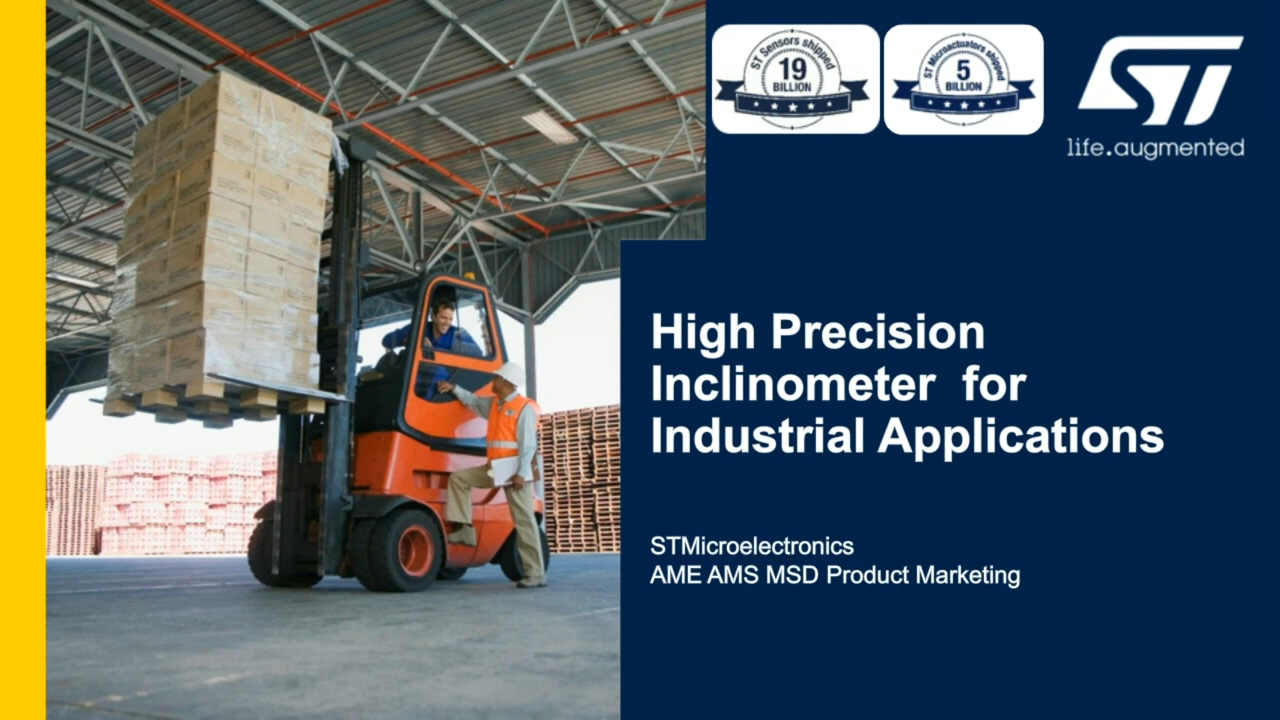 ST Sensors shipped
19
BILLION
ST Microactuators shipped
5
BILLION
ST
life.augmented
High Precision
Inclinometer for
Industrial Applications
STMicroelectronics
AME AMS MSD Product Marketing